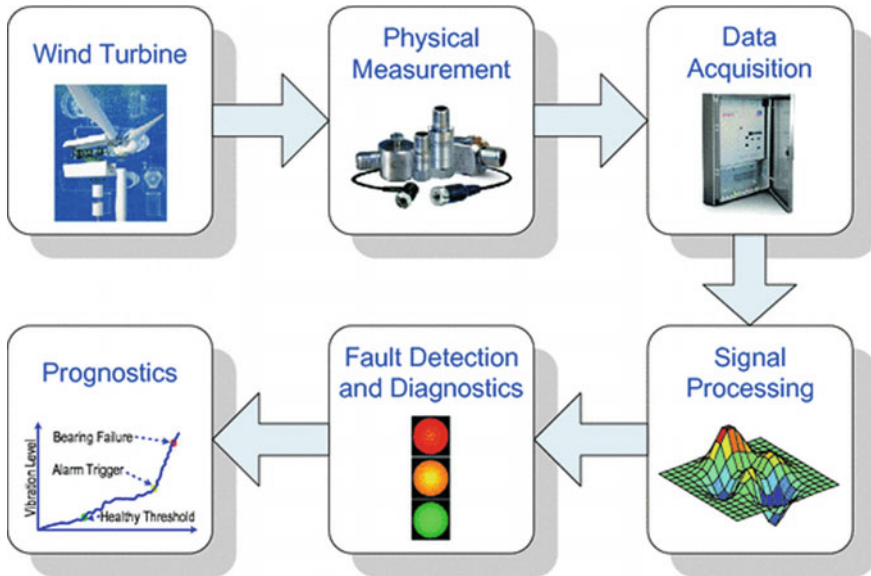 Wind Turbine
Physical
Measurement
Data
Acquisition
Signal
Processing
Fault Detection
and Diagnostics
Prognostics
Vibration Level
Bearing Failure
Alarm Trigger
Healthy Threshold